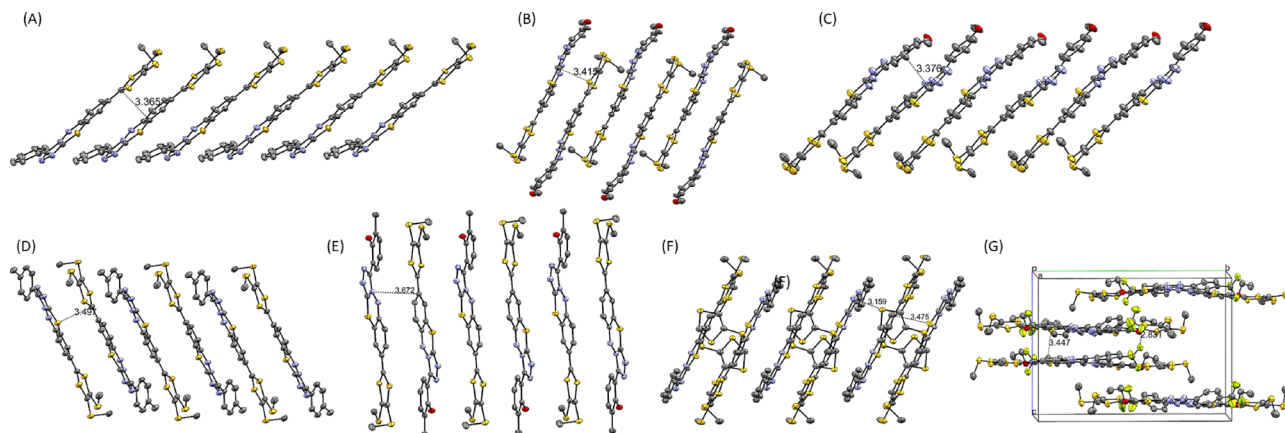 (A)
3.365
(B)
3.415
(C)
3.376
(D)
3.497
(E)
3.672
(F)
(E)
3.159
3.475
(G)
o
a
b
3.447
2.831
c